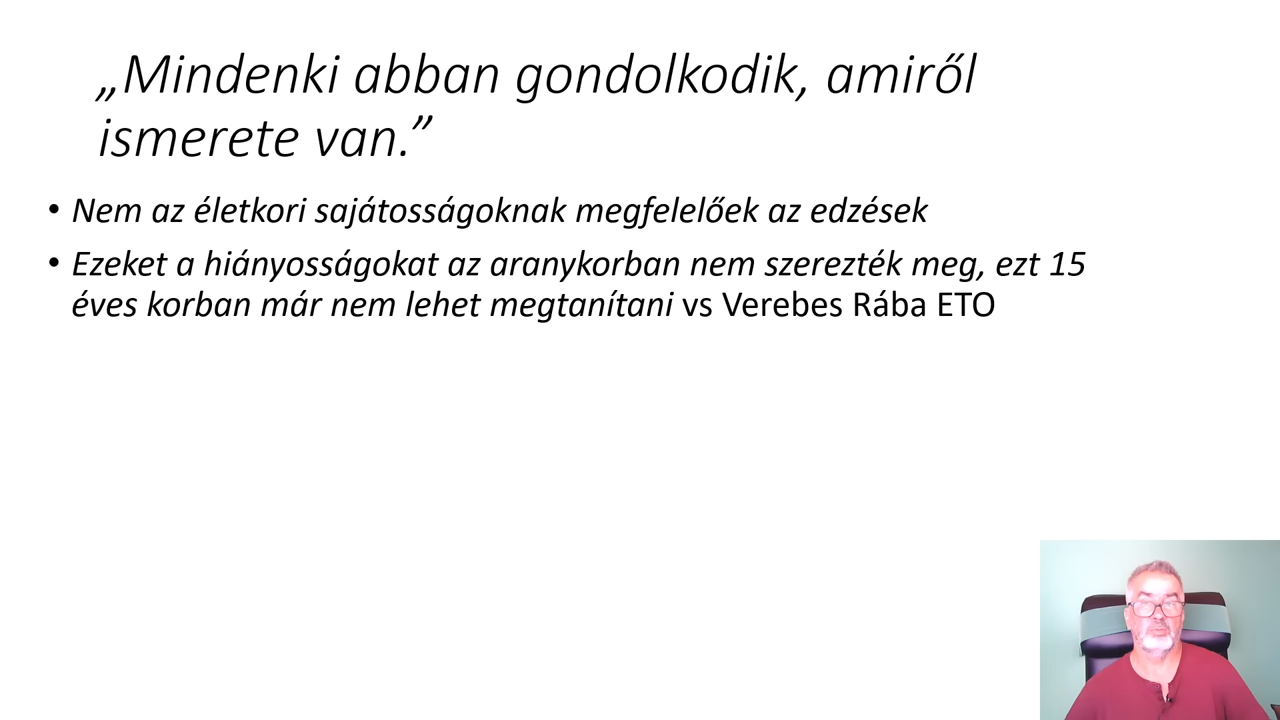 „Mindenki abban gondolkodik, amiről
ismerete van.”
• Nem az életkori sajátosságoknak megfelelőek az edzések
• Ezeket a hiányosságokat az aranykorban nem szerezték meg, ezt 15
éves korban már nem lehet megtanítani vs Verebes Rába ETO